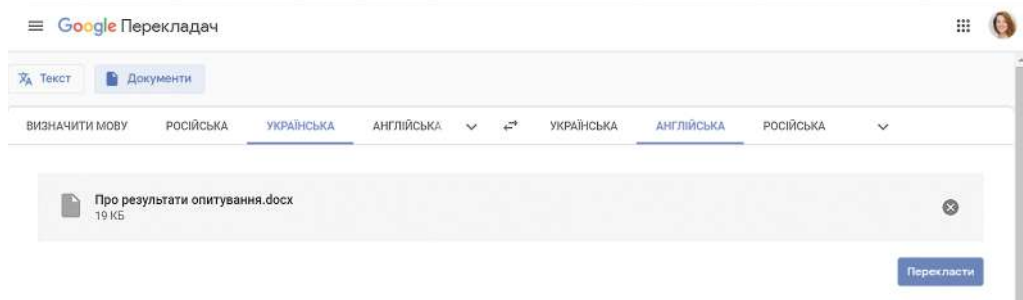 Google Перекладач
Текст Документи
ВИЗНАЧИТИ МОВУ РОСІЙСЬКА УКРАЇНСЬКА АНГЛІЙСЬКА УКРАЇНСЬКА АНГЛІЙСЬКА РОСІЙСЬКА
Про результати опитування.docx
19 КБ
Перекласти